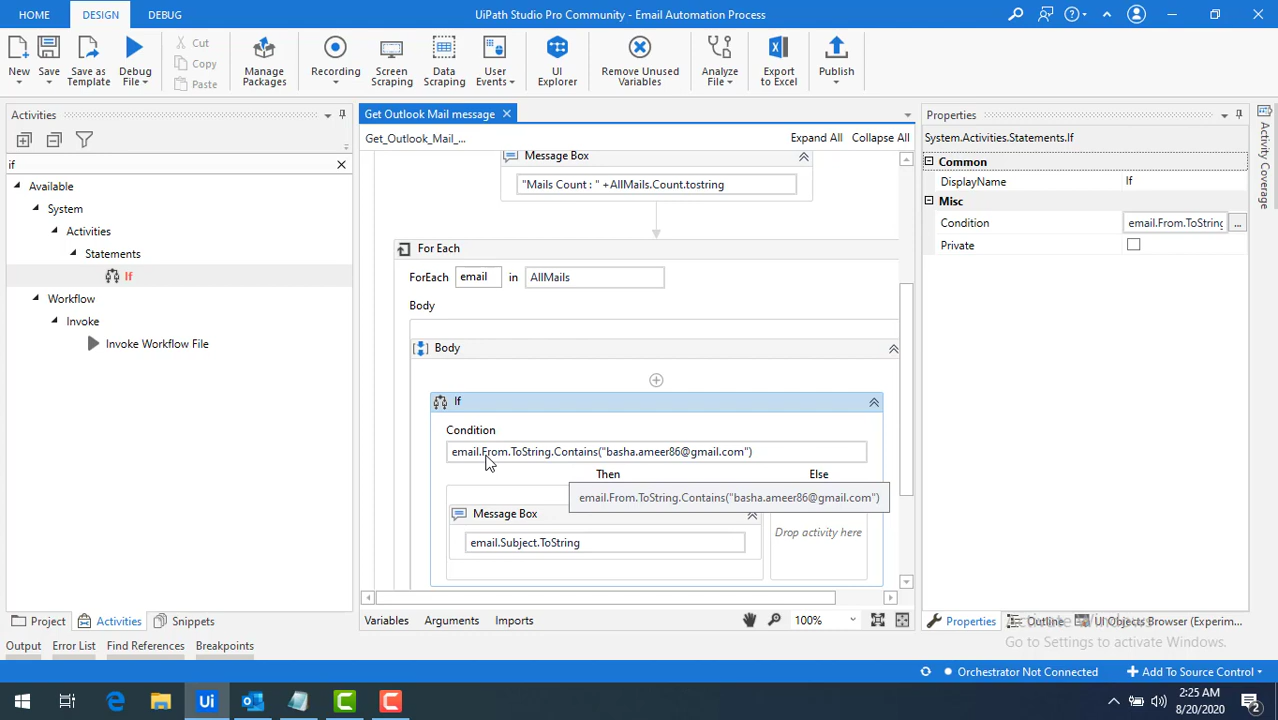 HOME DESIGN DEBUG UiPath Studio Pro Community - Email Automation Process
New Save Save as Template Debug File Cut Copy Paste Manage Packages Recording Screen Scraping Data Scraping User Events UI Explorer Remove Unused Variables Analyze File Export to Excel Publish
Activities
if
Available
System
Activities
Statements
If
Workflow
Invoke
Invoke Workflow File
Project Activities Snippets
Get Outlook Mail message
Get_Outlook_Mail_... Expand All Collapse All
Message Box
"Mails Count : " +AllMails.Count.tostring
For Each
ForEach email in AllMails
Body
Body
If
Condition
email.From.ToString.Contains("basha.ameer86@gmail.com")
Then Else
email.From.ToString.Contains("basha.ameer86@gmail.com")
Message Box
email.Subject.ToString
Drop activity here
Variables Arguments Imports 100%
Properties
System.Activities.Statements.If
Common
DisplayName If
Misc
Condition email.From.ToString ...
Private
Activity Coverage
Properties Outline UI Objects Browser (Experim...
Activate Windows
Go to Settings to activate Windows.
Output Error List Find References Breakpoints
Orchestrator Not Connected Add To Source Control
Ui
2:25 AM
8/20/2020
2